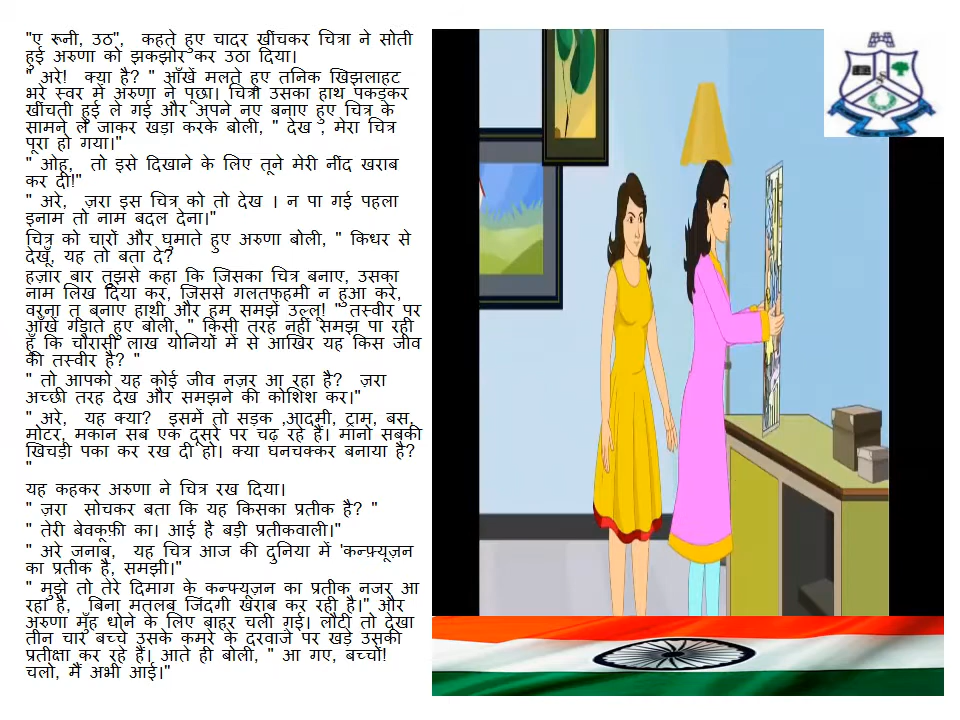 "ए रूनी, उठ",  कहते हुए चादर खींचकर चित्रा ने सोती
हुई अरुणा को झकझोर कर उठा दिया।
" अरे!  क्या है? " आँखें मलते हुए तनिक खिझलाहट
भरे स्वर में अरुणा ने पूछा। चित्रा उसका हाथ पकड़कर
खींचती हुई ले गई और अपने नए बनाए हुए चित्र के
सामने ले जाकर खड़ा करके बोली, " देख , मेरा चित्र
पूरा हो गया।"
" ओह,  तो इसे दिखाने के लिए तूने मेरी नींद खराब
कर दी!"
" अरे,  ज़रा इस चित्र को तो देख । न पा गई पहला
इनाम तो नाम बदल देना।"
चित्र को चारों और घुमाते हुए अरुणा बोली, " किधर से
देखूँ, यह तो बता दे?
हज़ार बार तुझसे कहा कि जिसका चित्र बनाए, उसका
नाम लिख दिया कर, जिससे गलतफहमी न हुआ करे,
वरना तू बनाए हाथी और हम समझें उल्लू! " तस्वीर पर
आँखें गड़ाते हुए बोली, " किसी तरह नहीं समझ पा रही
हूँ कि चौरासी लाख योनियों में से आखिर यह किस जीव
की तस्वीर है? "
" तो आपको यह कोई जीव नज़र आ रहा है?  ज़रा
अच्छी तरह देख और समझने की कोशिश कर।"
" अरे,  यह क्या?  इसमें तो सड़क ,आदमी, ट्राम, बस,
मोटर, मकान सब एक दूसरे पर चढ़ रहे हैं। मानो सबकी
खिचड़ी पका कर रख दी हो। क्या घनचक्कर बनाया है?
"
यह कहकर अरुणा ने चित्र रख दिया।
" ज़रा  सोचकर बता कि यह किसका प्रतीक है? "
" तेरी बेवकूफ़ी का। आई है बड़ी प्रतीकवाली।"
" अरे जनाब,  यह चित्र आज की दुनिया में 'कन्फ़्यूज़न
का प्रतीक है, समझी।"
" मुझे तो तेरे दिमाग के कन्फ्यूज़न का प्रतीक नजर आ
रहा है,  बिना मतलब जिंदगी खराब कर रही है।" और
अरुणा मुँह धोने के लिए बाहर चली गई। लौटी तो देखा
तीन चार बच्चे उसके कमरे के दरवाजे पर खड़े उसकी
प्रतीक्षा कर रहे हैं। आते ही बोली, " आ गए, बच्चों!
चलो, मैं अभी आई।"